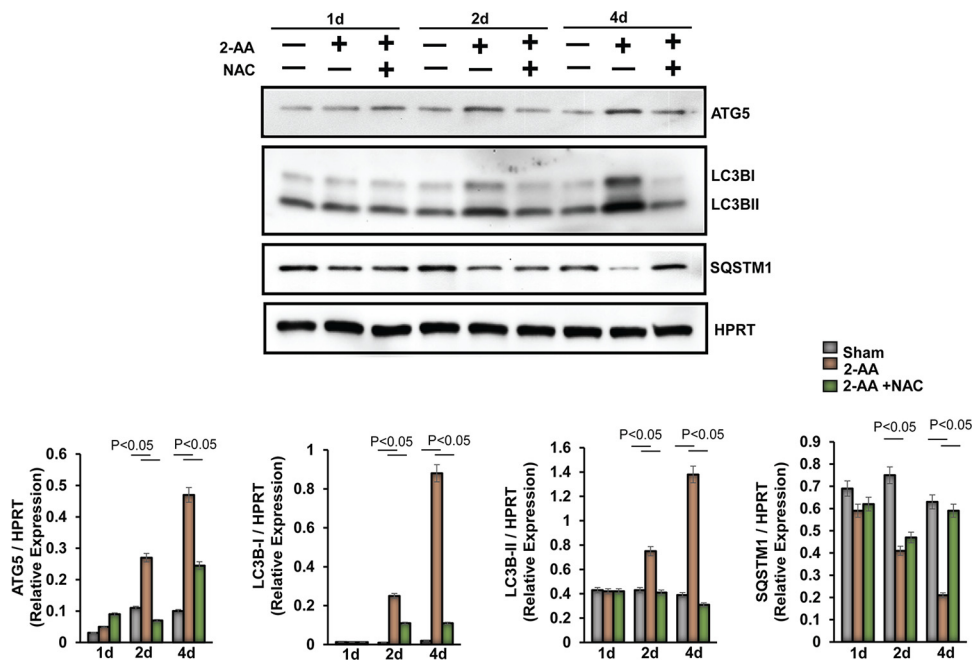 1d 2d 4d
2-AA — + + — + + — + +
NAC — — + — — + — — +
ATG5
LC3BI
LC3BII
SQSTM1
HPRT
Sham
2-AA
2-AA +NAC
ATG5 / HPRT
(Relative Expression)
0.6
0.5
0.4
0.3
0.2
0.1
0
P<0.05
P<0.05
1d 2d 4d
LC3B-I / HPRT
(Relative Expression)
1
0.8
0.6
0.4
0.2
0
P<0.05
P<0.05
1d 2d 4d
LC3B-II / HPRT
(Relative Expression)
1.6
1.4
1.2
1.0
0.8
0.6
0.4
0.2
0
P<0.05
P<0.05
1d 2d 4d
SQSTM1 / HPRT
(Relative Expression)
0.9
0.8
0.7
0.6
0.5
0.4
0.3
0.2
0.1
0
P<0.05
P<0.05
1d 2d 4d